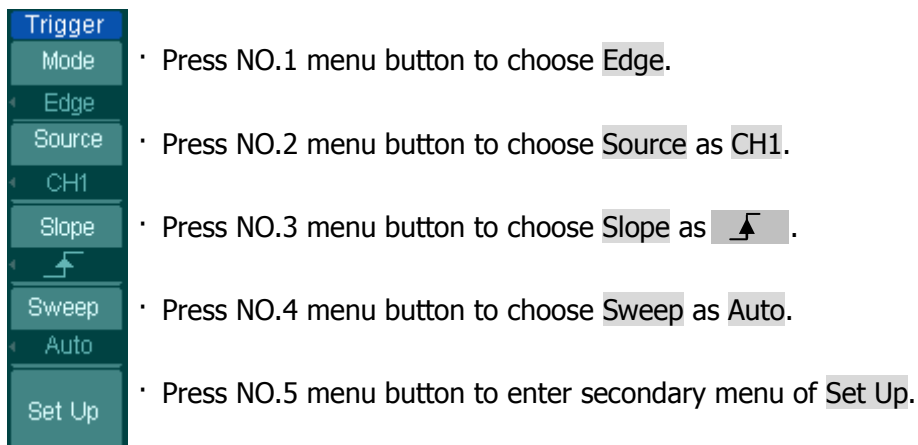 Trigger
Mode
· Press NO.1 menu button to choose Edge.
Edge
Source
· Press NO.2 menu button to choose Source as CH1.
CH1
Slope
· Press NO.3 menu button to choose Slope as .
Sweep
· Press NO.4 menu button to choose Sweep as Auto.
Auto
· Press NO.5 menu button to enter secondary menu of Set Up.
Set Up